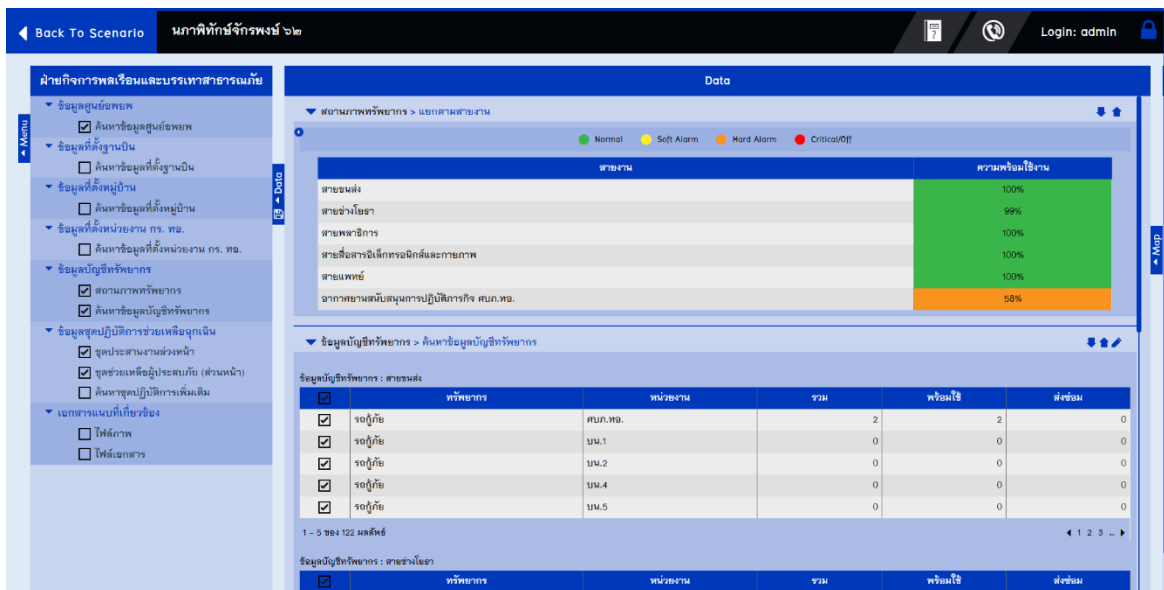 Back To Scenario
นภาพิทักษ์จักรพงษ์ ๖๒
Login: admin
Menu
ฝ่ายกิจการพลเรือนและบรรเทาสาธารณภัย
ข้อมูลศูนย์อพยพ
ค้นหาข้อมูลศูนย์อพยพ
ข้อมูลที่ตั้งฐานบิน
ค้นหาข้อมูลที่ตั้งฐานบิน
ข้อมูลที่ตั้งหมู่บ้าน
ค้นหาข้อมูลที่ตั้งหมู่บ้าน
ข้อมูลที่ตั้งหน่วยงาน กร. ทอ.
ค้นหาข้อมูลที่ตั้งหน่วยงาน กร. ทอ.
ข้อมูลบัญชีทรัพยากร
สถานภาพทรัพยากร
ค้นหาข้อมูลบัญชีทรัพยากร
ข้อมูลชุดปฏิบัติการช่วยเหลือฉุกเฉิน
ชุดประสานงานล่วงหน้า
ชุดช่วยเหลือผู้ประสบภัย (ส่วนหน้า)
ค้นหาชุดปฏิบัติการเพิ่มเติม
เอกสารแนบที่เกี่ยวข้อง
ไฟล์ภาพ
ไฟล์เอกสาร
Data
Data
สถานภาพทรัพยากร > แยกตามสายงาน
Normal Soft Alarm Hard Alarm Critical/Off
สายงาน ความพร้อมใช้งาน
สายขนส่ง 100%
สายช่างโยธา 99%
สายพลาธิการ 100%
สายสื่อสารอิเล็กทรอนิกส์และกายภาพ 100%
สายแพทย์ 100%
อากาศยานสนับสนุนการปฏิบัติภารกิจ ศบภ.ทอ. 58%
ข้อมูลบัญชีทรัพยากร > ค้นหาข้อมูลบัญชีทรัพยากร
ข้อมูลบัญชีทรัพยากร : สายขนส่ง
ทรัพยากร หน่วยงาน รวม พร้อมใช้ ส่งซ่อม
รถกู้ภัย ศบภ.ทอ. 2 2 0
รถกู้ภัย บน.1 0 0 0
รถกู้ภัย บน.2 0 0 0
รถกู้ภัย บน.4 0 0 0
รถกู้ภัย บน.5 0 0 0
1 - 5 ของ 122 ผลลัพธ์ 1 2 3 ..
ข้อมูลบัญชีทรัพยากร : สายช่างโยธา
ทรัพยากร หน่วยงาน รวม พร้อมใช้ ส่งซ่อม
Map